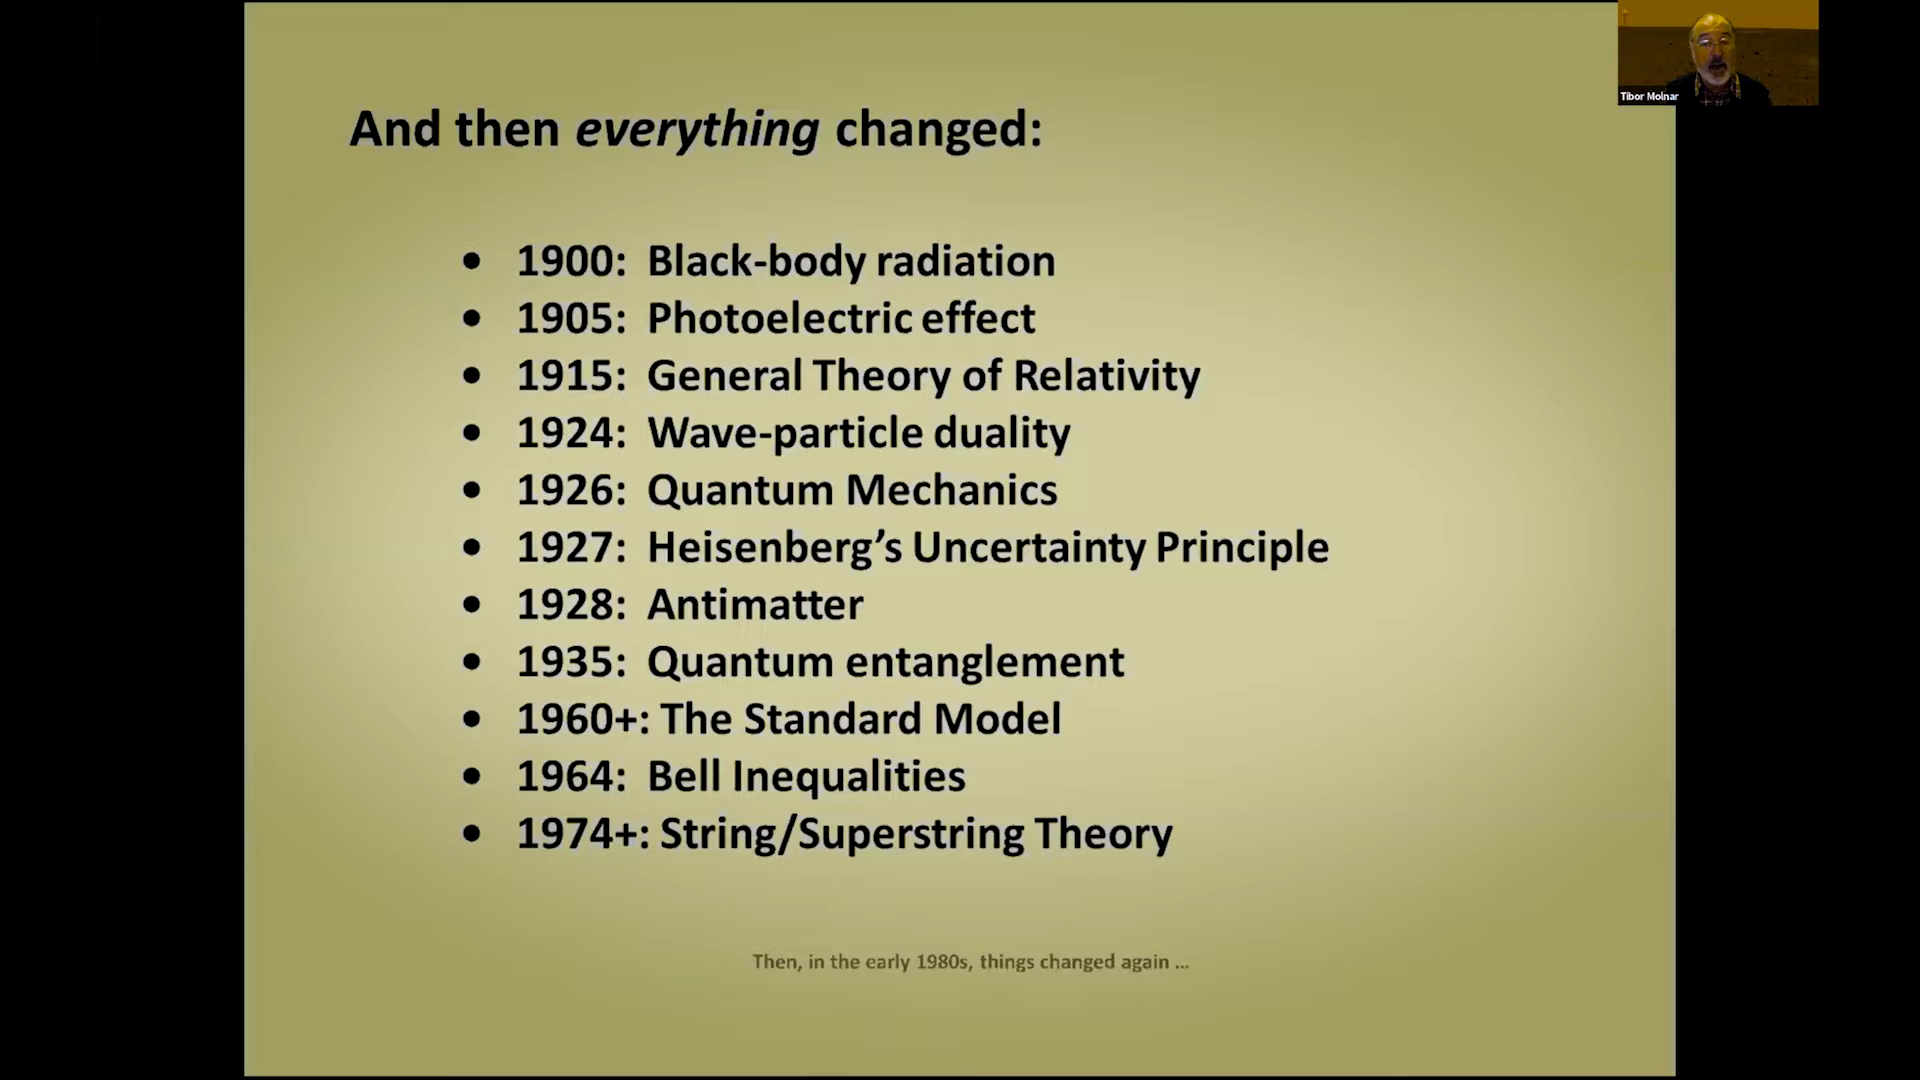 And then everything changed:
• 1900: Black-body radiation
• 1905: Photoelectric effect
• 1915: General Theory of Relativity
• 1924: Wave-particle duality
• 1926: Quantum Mechanics
• 1927: Heisenberg’s Uncertainty Principle
• 1928: Antimatter
• 1935: Quantum entanglement
• 1960+: The Standard Model
• 1964: Bell Inequalities
• 1974+: String/Superstring Theory
Then, in the early 1980s, things changed again ...
Tibor Molnar